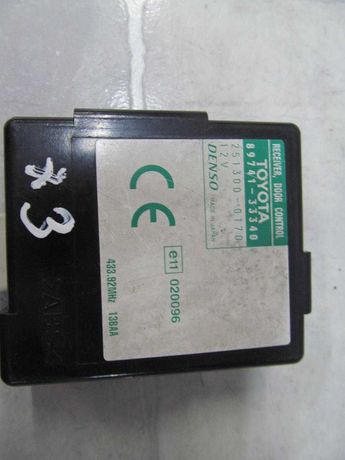 RECEIVER, DOOR CONTROL
TOYOTA
89741-33340
251300-0170
12V
DENSO MADE IN JAPAN
CE
e11 020096
433.92MHz 13BAA
*3